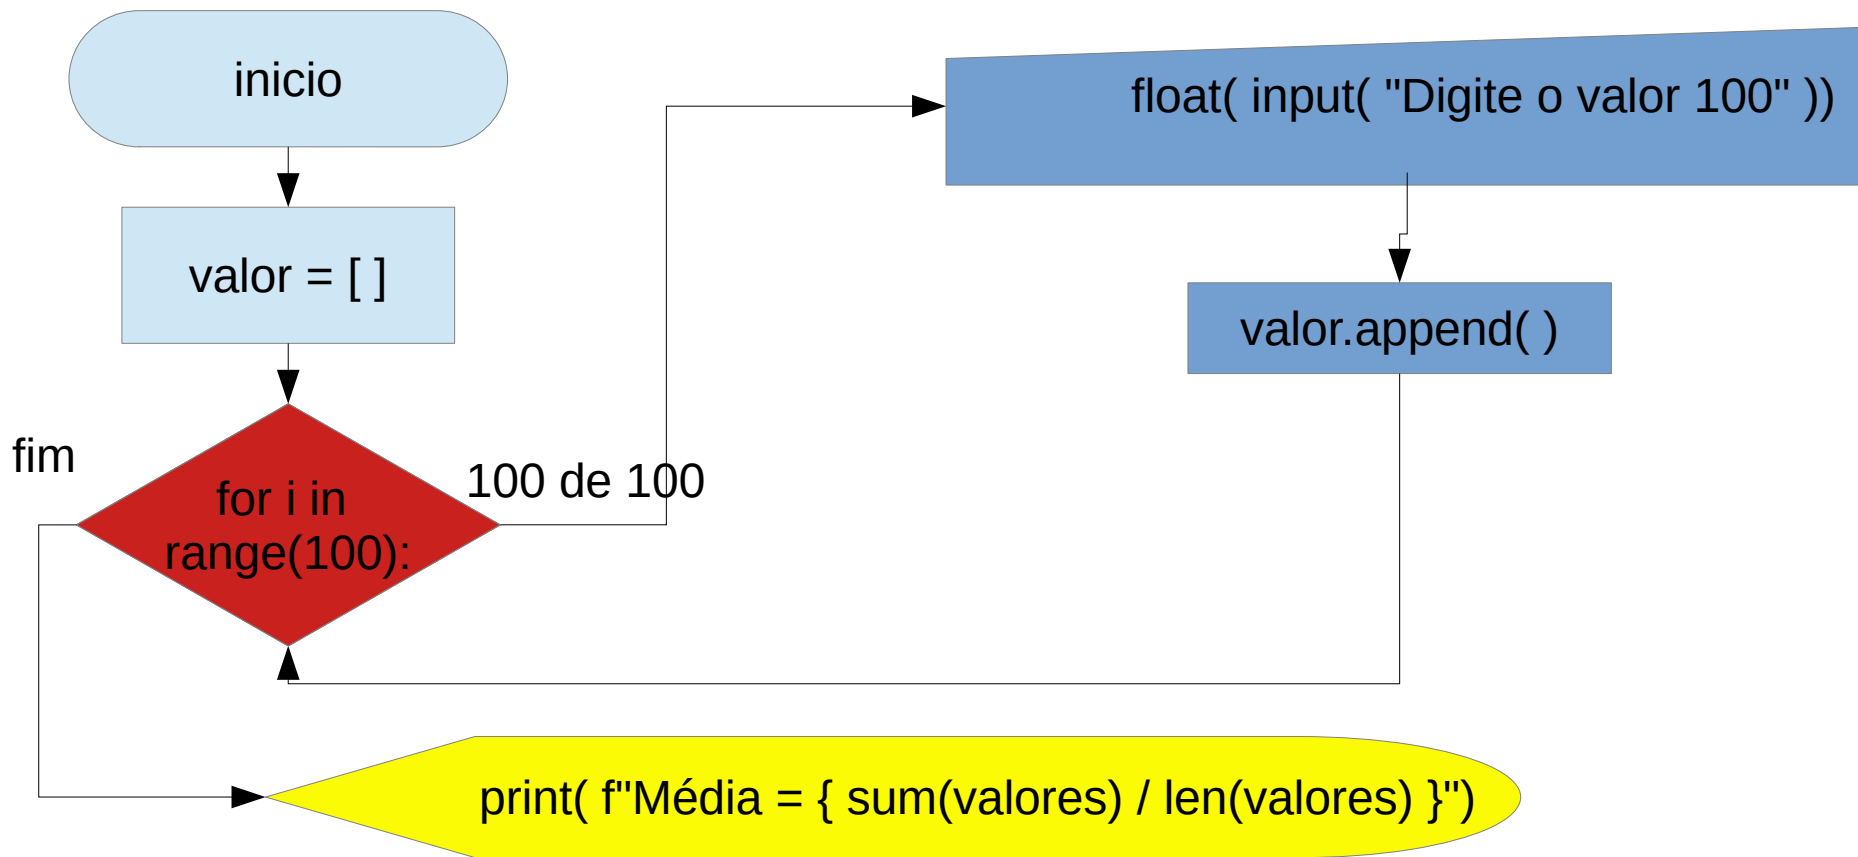 inicio
float( input( "Digite o valor 100" ))
valor = [ ]
valor.append( )
fim
100 de 100
for i in
range(100):
print( f"Média = { sum(valores) / len(valores) }")